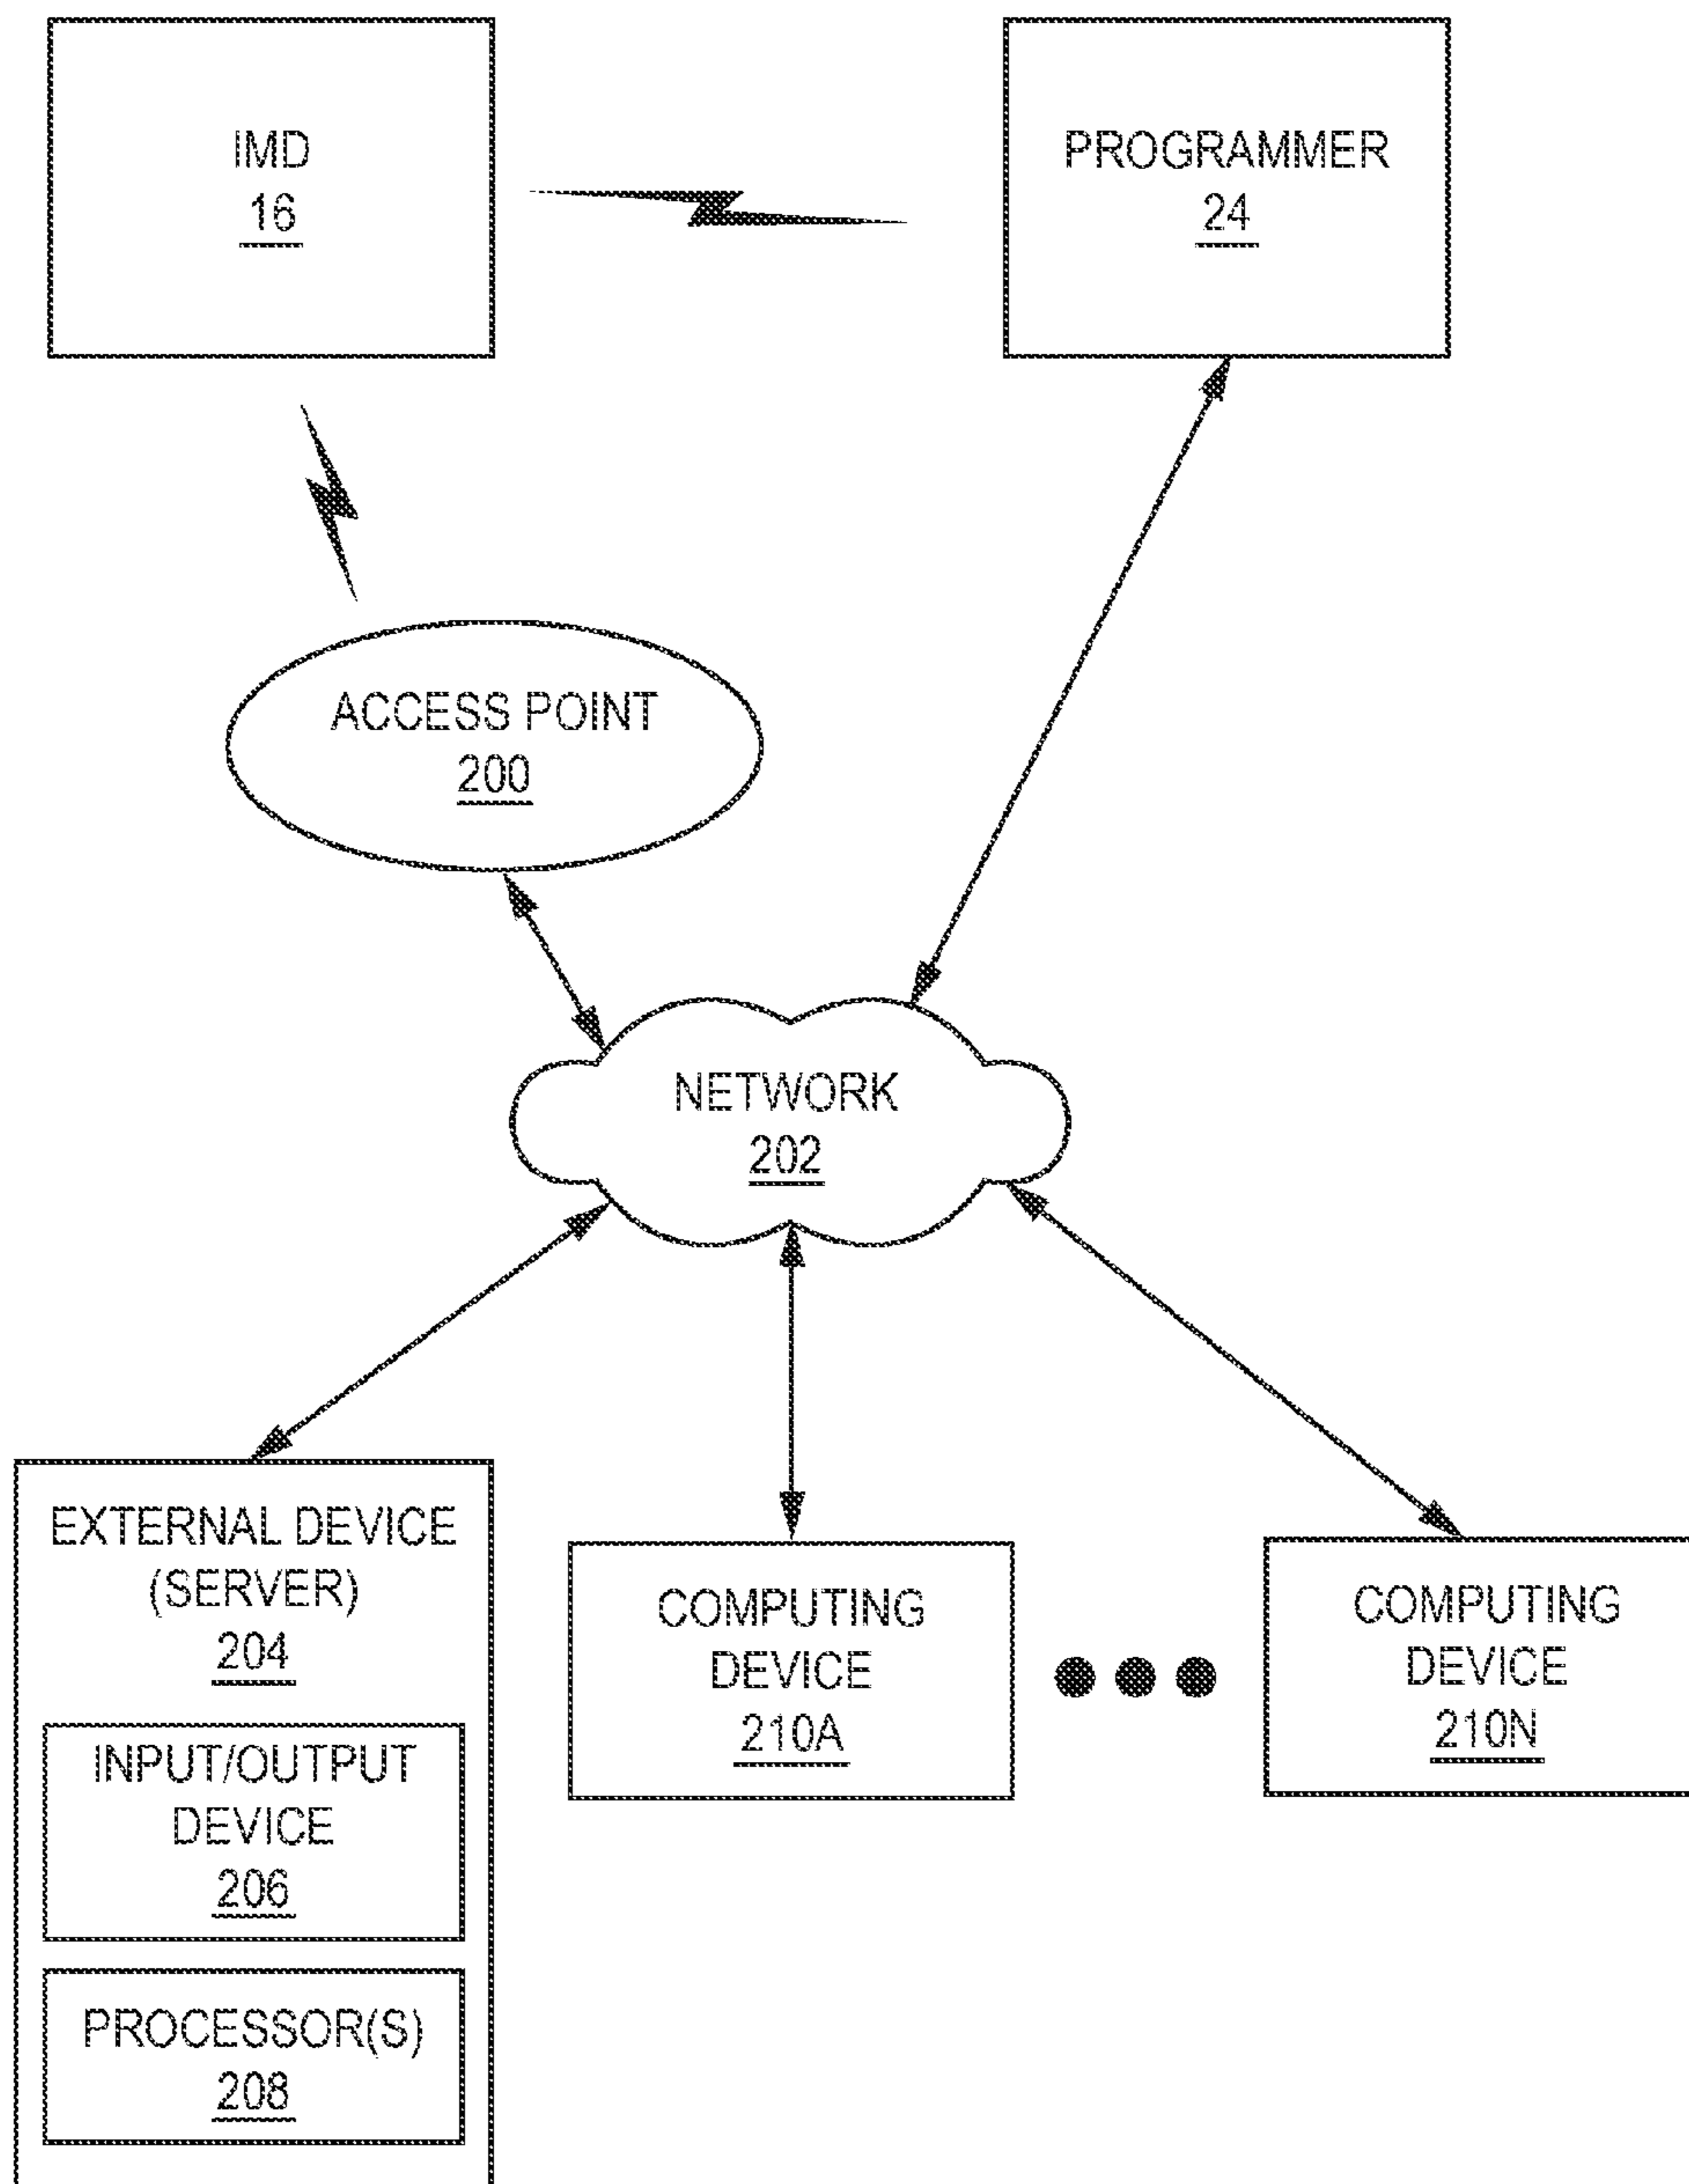 IMD
16
PROGRAMMER
24
ACCESS POINT
200
NETWORK
202
EXTERNAL DEVICE
(SERVER)
204
INPUT/OUTPUT
DEVICE
206
PROCESSOR(S)
208
COMPUTING
DEVICE
210A
COMPUTING
DEVICE
210N